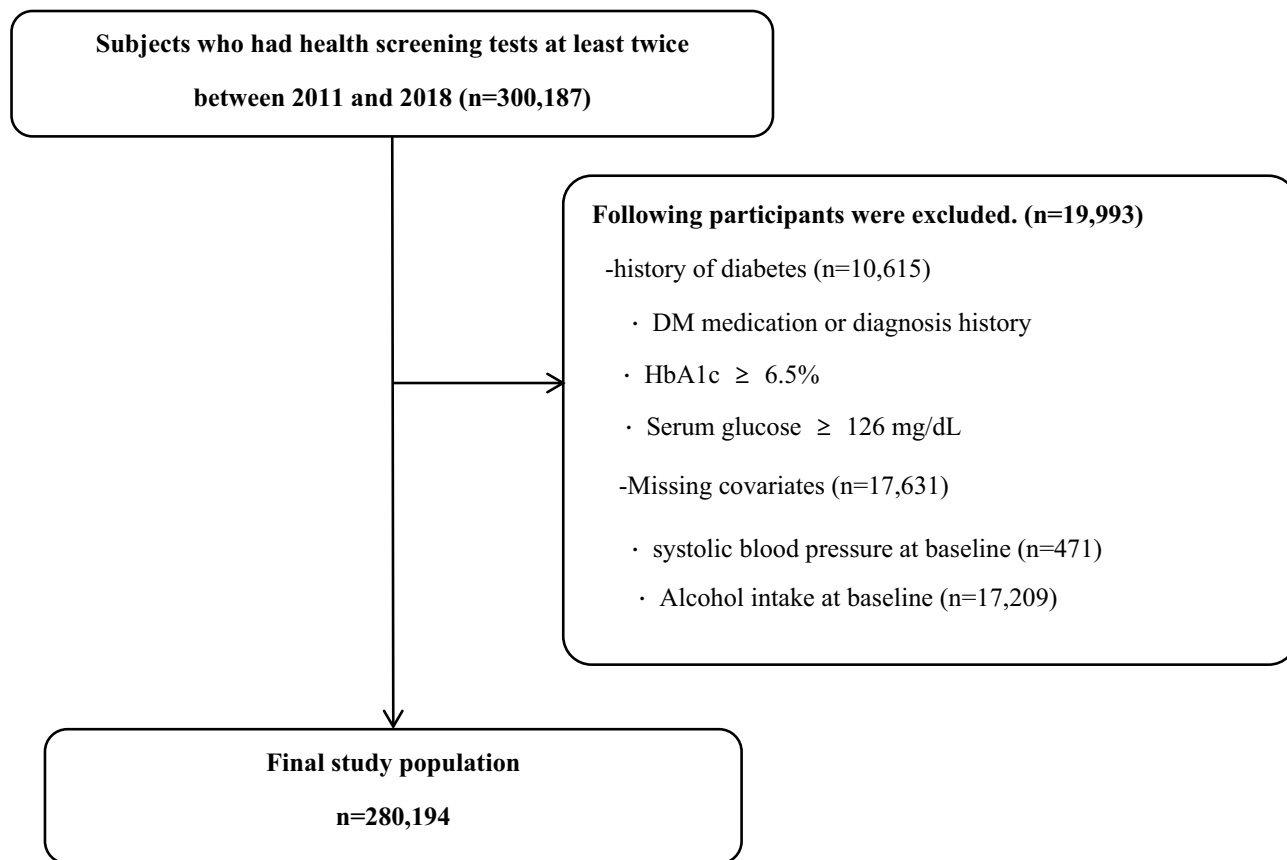 Subjects who had health screening tests at least twice
between 2011 and 2018 (n=300,187)
Following participants were excluded. (n=19,993)
-history of diabetes (n=10,615)
· DM medication or diagnosis history
· HbA1c ≥ 6.5%
· Serum glucose ≥ 126 mg/dL
-Missing covariates (n=17,631)
· systolic blood pressure at baseline (n=471)
· Alcohol intake at baseline (n=17,209)
Final study population
n=280,194